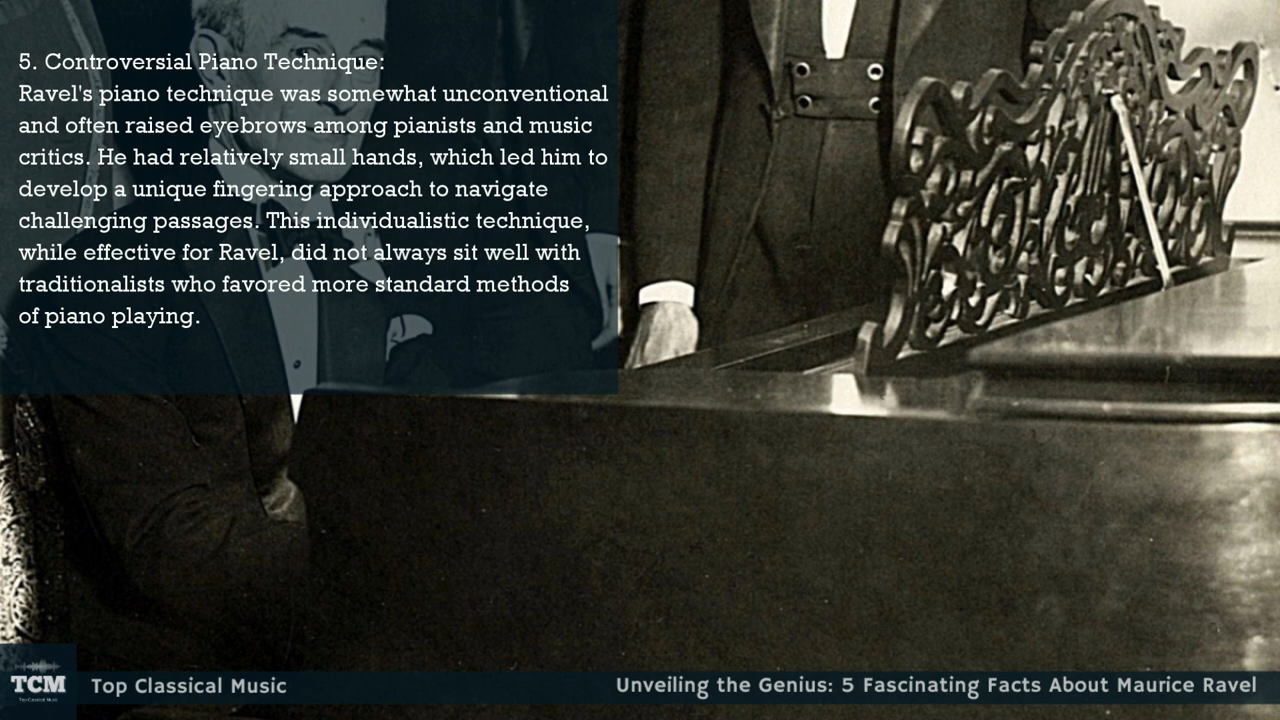 5. Controversial Piano Technique:
Ravel's piano technique was somewhat unconventional
and often raised eyebrows among pianists and music
critics. He had relatively small hands, which led him to
develop a unique fingering approach to navigate
challenging passages. This individualistic technique,
while effective for Ravel, did not always sit well with
traditionalists who favored more standard methods
of piano playing.
TCM
Top Classical Music
Top Classical Music
Unveiling the Genius: 5 Fascinating Facts About Maurice Ravel